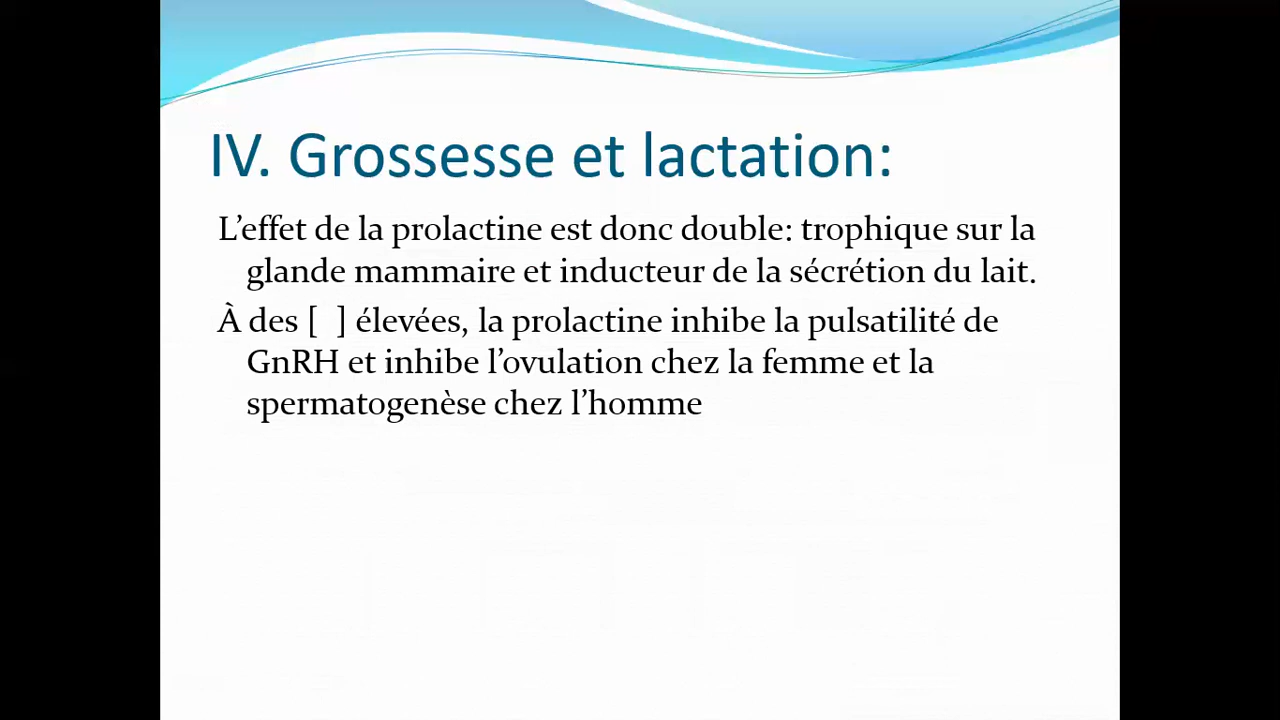 IV. Grossesse et lactation:
L’effet de la prolactine est donc double: trophique sur la
glande mammaire et inducteur de la sécrétion du lait.
À des [  ] élevées, la prolactine inhibe la pulsatilité de
GnRH et inhibe l’ovulation chez la femme et la
spermatogenèse chez l’homme